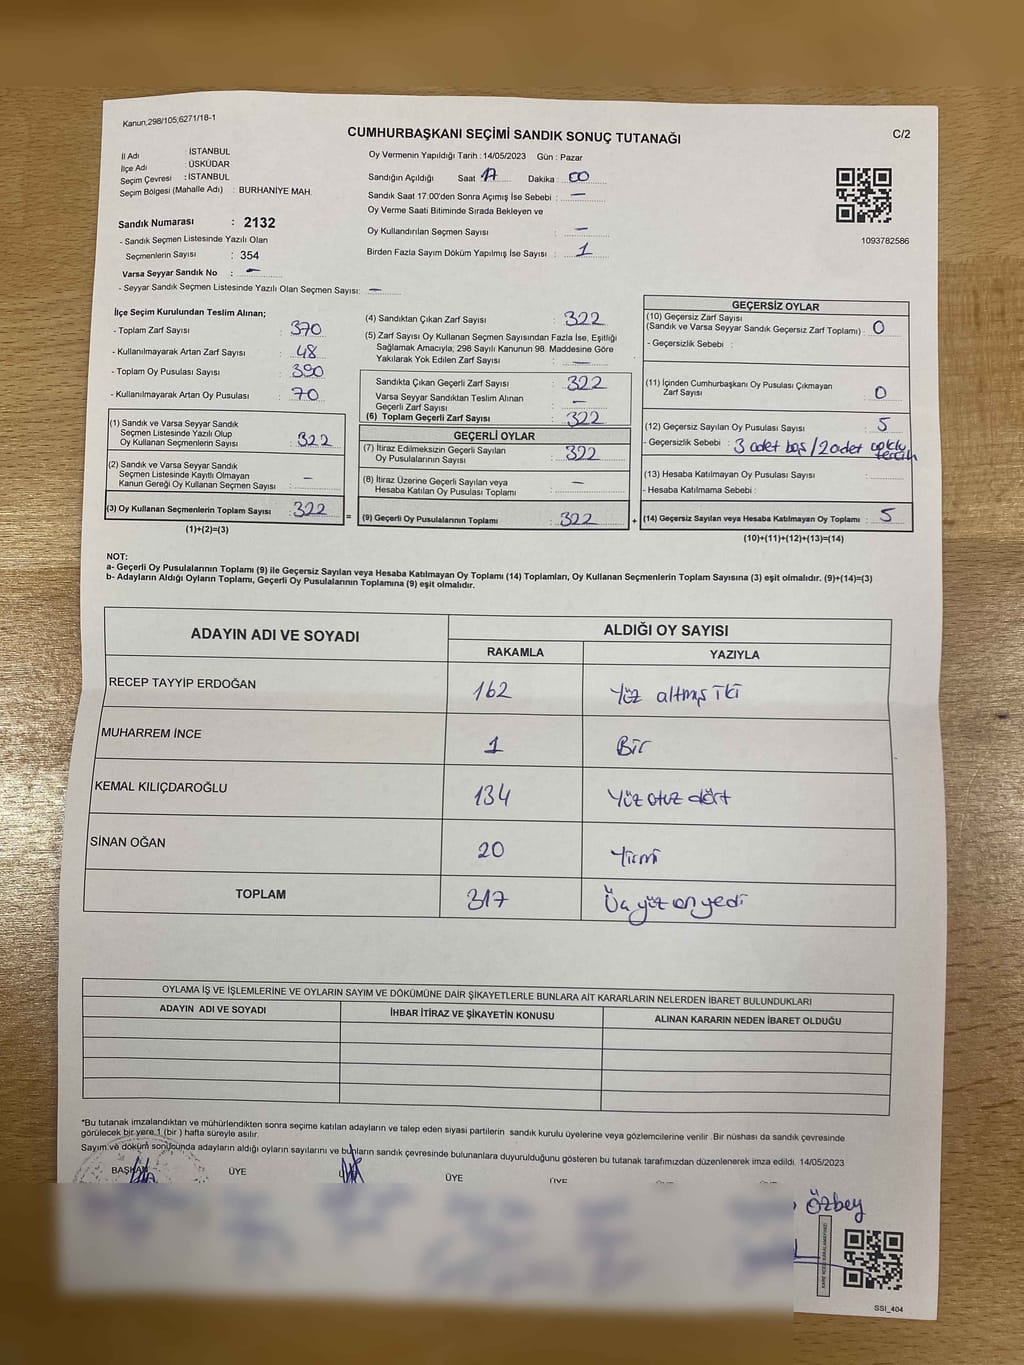 Kanun,298/105,6271/18-1
CUMHURBAŞKANI SEÇİMİ SANDIK SONUÇ TUTANAĞI
C/2
İl Adı : İSTANBUL
İlçe Adı : ÜSKÜDAR
Seçim Çevresi : İSTANBUL
Seçim Bölgesi (Mahalle Adı) : BURHANİYE MAH.
Sandık Numarası : 2132
- Sandık Seçmen Listesinde Yazılı Olan
Seçmenlerin Sayısı : 354
Varsa Seyyar Sandık No : -
- Seyyar Sandık Seçmen Listesinde Yazılı Olan Seçmen Sayısı: -
Oy Vermenin Yapıldığı Tarih : 14/05/2023 Gün : Pazar
Sandığın Açıldığı Saat 17 Dakika : 00
Sandık Saat 17:00'den Sonra Açımış İse Sebebi : -
Oy Verme Saati Bitiminde Sırada Bekleyen ve
Oy Kullandırılan Seçmen Sayısı : -
Birden Fazla Sayım Döküm Yapılmış İse Sayısı : 1
1093782586
İlçe Seçim Kurulundan Teslim Alınan;
- Toplam Zarf Sayısı : 370
- Kullanılmayarak Artan Zarf Sayısı : 48
- Toplam Oy Pusulası Sayısı : 390
- Kullanılmayarak Artan Oy Pusulası : 70
(1) Sandık ve Varsa Seyyar Sandık
Seçmen Listesinde Yazılı Olup
Oy Kullanan Seçmenlerin Sayısı : 322
(2) Sandık ve Varsa Seyyar Sandık
Seçmen Listesinde Kayıtlı Olmayan
Kanun Gereği Oy Kullanan Seçmen Sayısı : -
(3) Oy Kullanan Seçmenlerin Toplam Sayısı : 322
(1)+(2)=(3)
=
(4) Sandıktan Çıkan Zarf Sayısı : 322
(5) Zarf Sayısı Oy Kullanan Seçmen Sayısından Fazla İse, Eşitliği
Sağlamak Amacıyla; 298 Sayılı Kanunun 98. Maddesine Göre
Yakılarak Yok Edilen Zarf Sayısı : -
Sandıkta Çıkan Geçerli Zarf Sayısı : 322
Varsa Seyyar Sandıktan Teslim Alınan
Geçerli Zarf Sayısı : -
(6) Toplam Geçerli Zarf Sayısı : 322
GEÇERLİ OYLAR
(7) İtiraz Edilmeksizin Geçerli Sayılan
Oy Pusulalarının Sayısı : 322
(8) İtiraz Üzerine Geçerli Sayılan veya
Hesaba Katılan Oy Pusulası Toplamı : -
(9) Geçerli Oy Pusulalarının Toplamı : 322
+
GEÇERSİZ OYLAR
(10) Geçersiz Zarf Sayısı
(Sandık ve Varsa Seyyar Sandık Geçersiz Zarf Toplamı) : 0
- Geçersizlik Sebebi :
(11) İçinden Cumhurbaşkanı Oy Pusulası Çıkmayan
Zarf Sayısı : 0
(12) Geçersiz Sayılan Oy Pusulası Sayısı : 5
- Geçersizlik Sebebi : 3 adet boş / 2 adet çoklu
tercih
(13) Hesaba Katılmayan Oy Pusulası Sayısı :
- Hesaba Katılmama Sebebi :
(14) Geçersiz Sayılan veya Hesaba Katılmayan Oy Toplamı : 5
(10)+(11)+(12)+(13)=(14)
NOT:
a- Geçerli Oy Pusulalarının Toplamı (9) ile Geçersiz Sayılan veya Hesaba Katılmayan Oy Toplamı (14) Toplamları, Oy Kullanan Seçmenlerin Toplam Sayısına (3) eşit olmalıdır. (9)+(14)=(3)
b- Adayların Aldığı Oyların Toplamı, Geçerli Oy Pusulalarının Toplamına (9) eşit olmalıdır.
ADAYIN ADI VE SOYADI
ALDIĞI OY SAYISI
RAKAMLA YAZIYLA
RECEP TAYYİP ERDOĞAN 162 Yüz altmış iki
MUHARREM İNCE 1 Bir
KEMAL KILIÇDAROĞLU 134 Yüz otuz dört
SİNAN OĞAN 20 Yirmi
TOPLAM 317 Üç yüz on yedi
OYLAMA İŞ VE İŞLEMLERİNE VE OYLARIN SAYIM VE DÖKÜMÜNE DAİR ŞİKAYETLERLE BUNLARA AİT KARARLARIN NELERDEN İBARET BULUNDUKLARI
ADAYIN ADI VE SOYADI İHBAR İTİRAZ VE ŞİKAYETİN KONUSU ALINAN KARARIN NEDEN İBARET OLDUĞU
*Bu tutanak imzalandıktan ve mühürlendikten sonra seçime katılan adayların ve talep eden siyasi partilerin sandık kurulu üyelerine veya gözlemcilerine verilir. Bir nüshası da sandık çevresinde
görülecek bir yere 1 (bir ) hafta süreyle asılır.
Sayım ve döküm sonucunda adayların aldığı oyların sayılarını ve bunların sandık çevresinde bulunanlara duyurulduğunu gösteren bu tutanak tarafımızdan düzenlenerek imza edildi. 14/05/2023
BAŞKAN ÜYE ÜYE ÜYE
Özbey
SSI_404